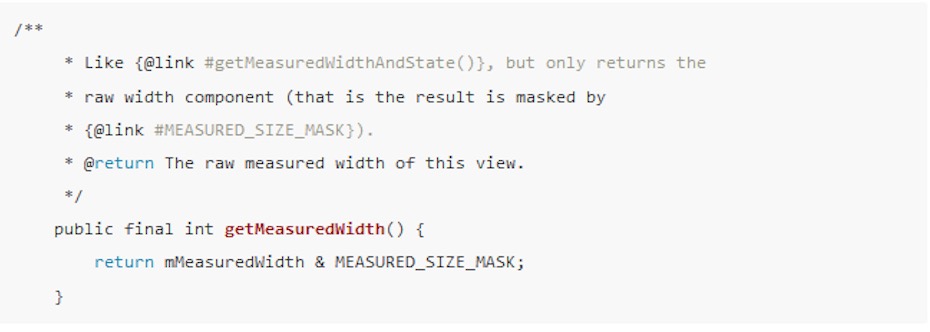 /**
* Like {@link #getMeasuredWidthAndState()}, but only returns the
* raw width component (that is the result is masked by
* {@link #MEASURED_SIZE_MASK}).
* @return The raw measured width of this view.
*/
public final int getMeasuredWidth() {
return mMeasuredWidth & MEASURED_SIZE_MASK;
}